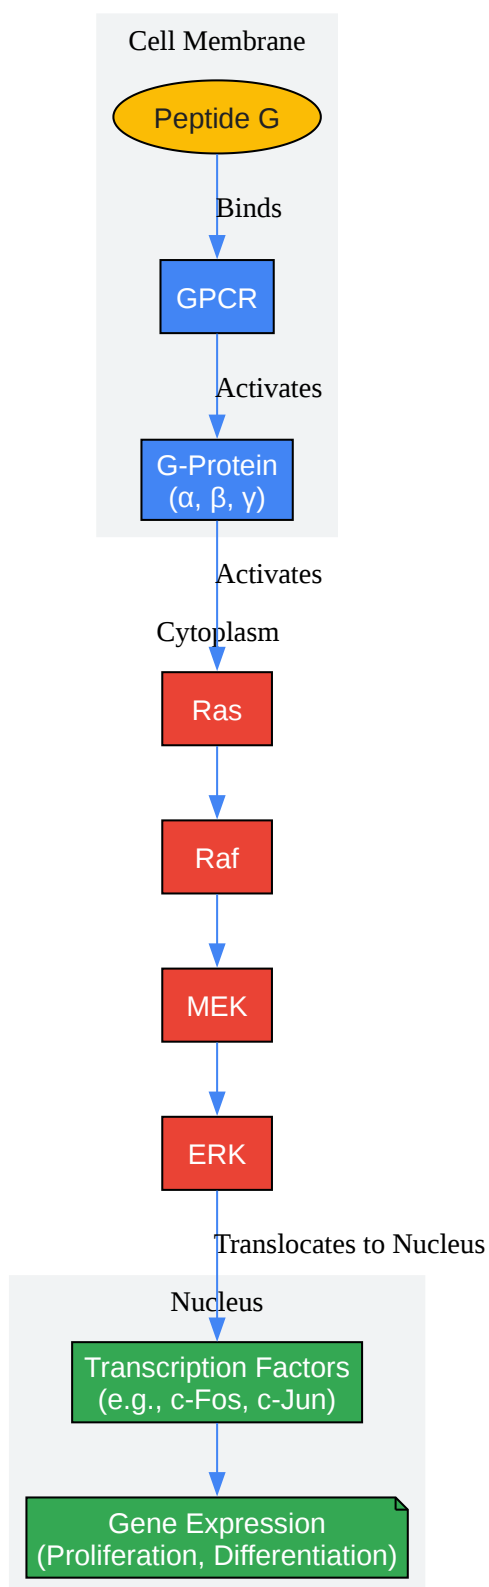 Cell Membrane
Peptide G
Binds
GPCR
Activates
G-Protein
(α, β, γ)
Activates
Cytoplasm
Ras
Raf
MEK
ERK
Translocates to Nucleus
Nucleus
Transcription Factors
(e.g., c-Fos, c-Jun)
Gene Expression
(Proliferation, Differentiation)